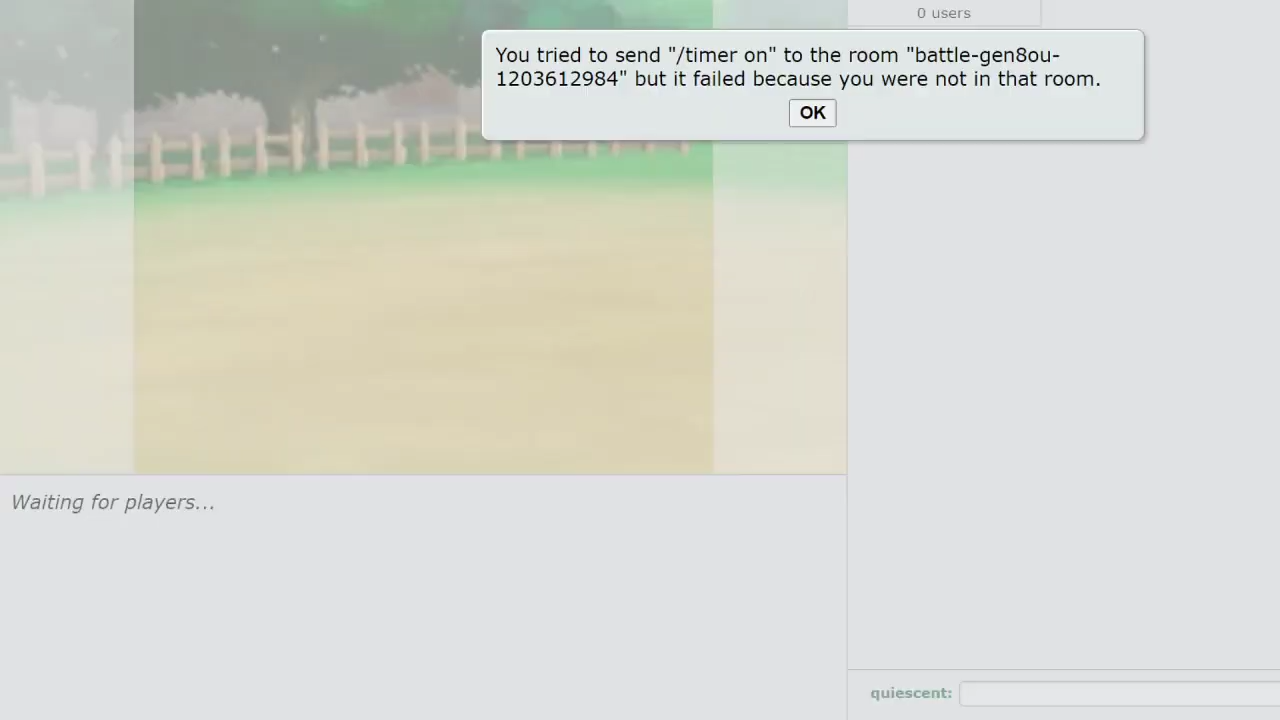 0 users
You tried to send "/timer on" to the room "battle-gen8ou-
1203612984" but it failed because you were not in that room.
OK
Waiting for players...
quiescent: